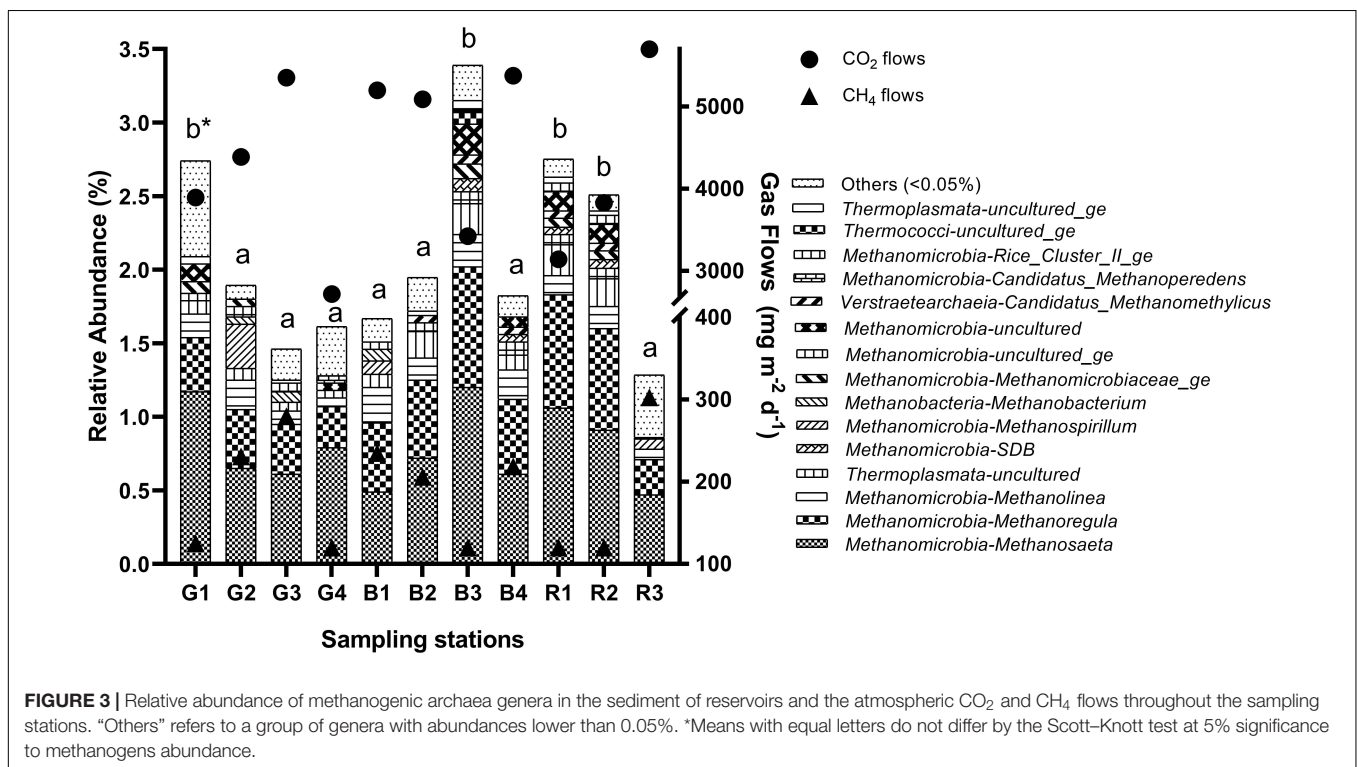 3.5
3.0
2.5
2.0
1.5
1.0
0.5
0.0
Relative Abundance (%)
b*
a
a
a
a
a
b
a
b
b
a
G1 G2 G3 G4 B1 B2 B3 B4 R1 R2 R3
Sampling stations
5000
4000
3000
400
300
200
100
Gas Flows (mg m-2 d-1)
CO2 flows
CH4 flows
Others (<0.05%)
Thermoplasmata-uncultured_ge
Thermococci-uncultured_ge
Methanomicrobia-Rice_Cluster_II_ge
Methanomicrobia-Candidatus_Methanoperedens
Verstraetearchaeia-Candidatus_Methanomethylicus
Methanomicrobia-uncultured
Methanomicrobia-uncultured_ge
Methanomicrobia-Methanomicrobiaceae_ge
Methanobacteria-Methanobacterium
Methanomicrobia-Methanospirillum
Methanomicrobia-SDB
Thermoplasmata-uncultured
Methanomicrobia-Methanolinea
Methanomicrobia-Methanoregula
Methanomicrobia-Methanosaeta
FIGURE 3 | Relative abundance of methanogenic archaea genera in the sediment of reservoirs and the atmospheric CO2 and CH4 flows throughout the sampling
stations. “Others” refers to a group of genera with abundances lower than 0.05%. *Means with equal letters do not differ by the Scott–Knott test at 5% significance
to methanogens abundance.